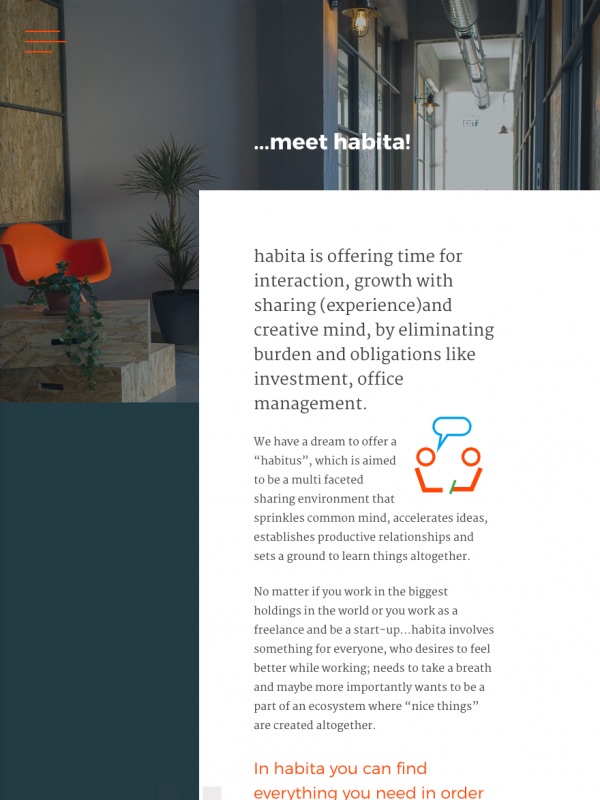 ...meet habita!
habita is offering time for
interaction, growth with
sharing (experience)and
creative mind, by eliminating
burden and obligations like
investment, office
management.
We have a dream to offer a
“habitus”, which is aimed
to be a multi faceted
sharing environment that
sprinkles common mind, accelerates ideas,
establishes productive relationships and
sets a ground to learn things altogether.
No matter if you work in the biggest
holdings in the world or you work as a
freelance and be a start-up...habita involves
something for everyone, who desires to feel
better while working; needs to take a breath
and maybe more importantly wants to be a
part of an ecosystem where “nice things”
are created altogether.
In habita you can find
everything you need in order